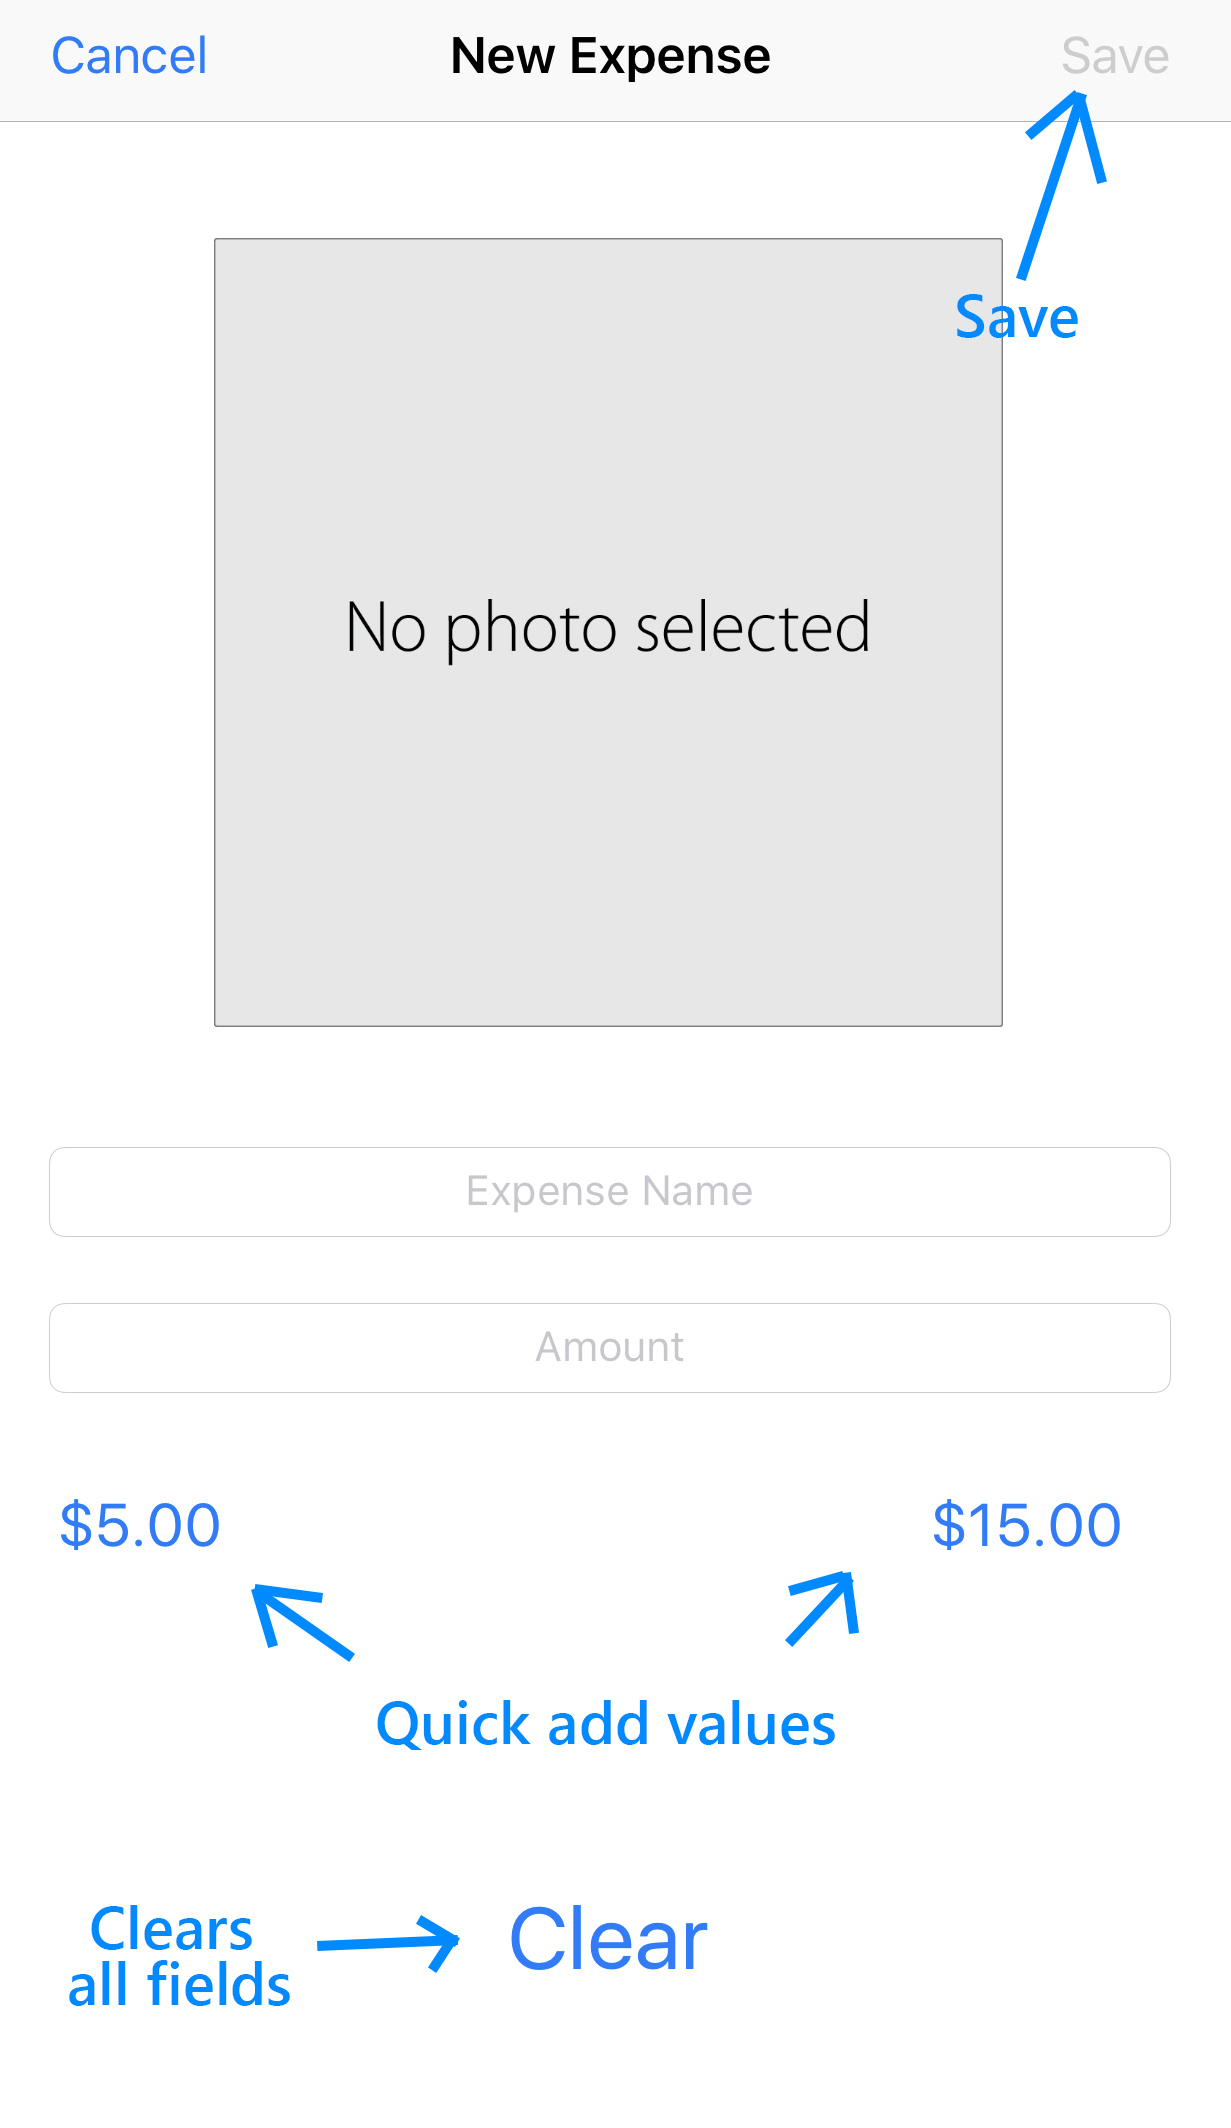 Cancel New Expense Save
Save
No photo selected
Expense Name
Amount
$5.00 $15.00
Quick add values
Clears
all fields
Clear